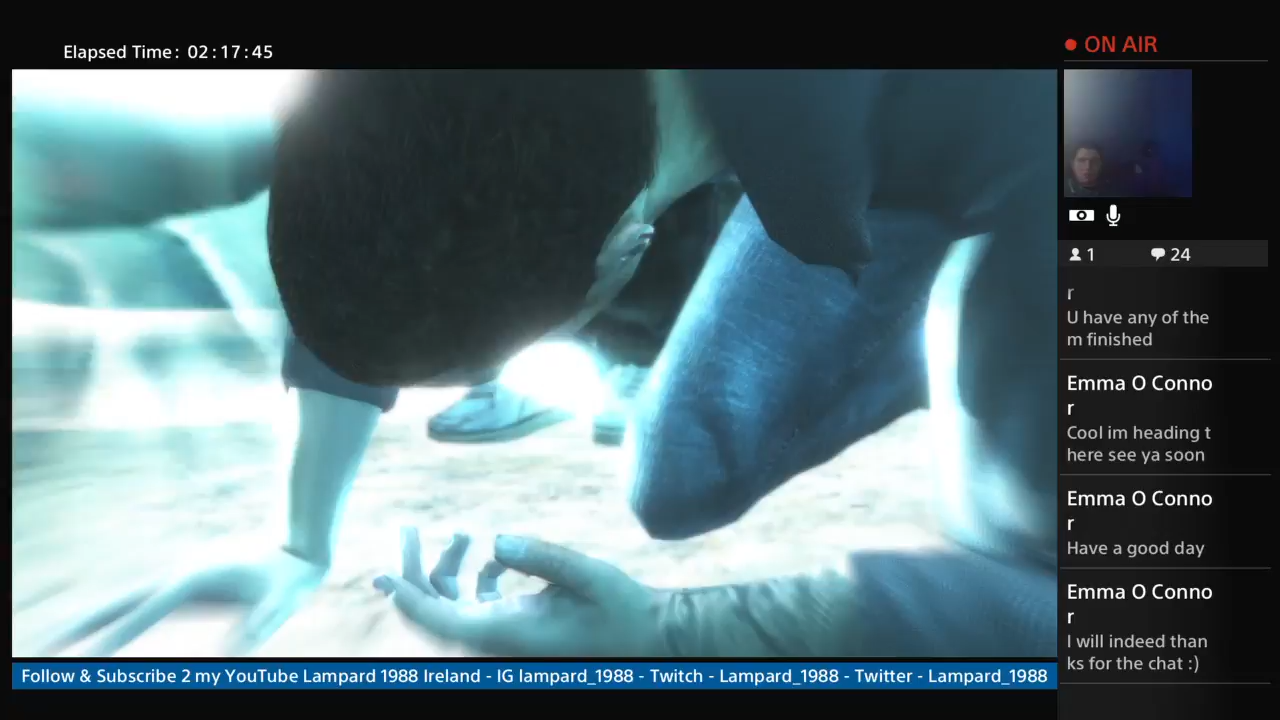 Elapsed Time: 02:17:45
ON AIR
1 24
r
U have any of the
m finished
Emma O Conno
r
Cool im heading t
here see ya soon
Emma O Conno
r
Have a good day
Emma O Conno
r
I will indeed than
ks for the chat :)
Follow & Subscribe 2 my YouTube Lampard 1988 Ireland - IG lampard_1988 - Twitch - Lampard_1988 - Twitter - Lampard_1988